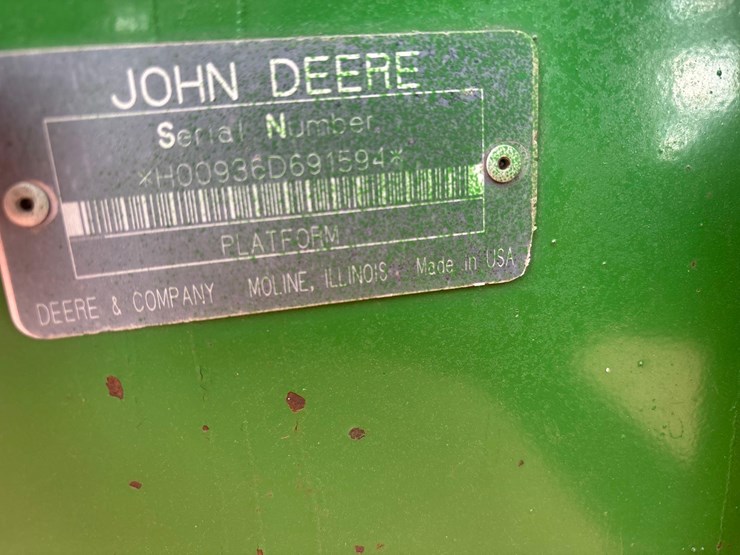 JOHN DEERE
Serial Number
*H00936D691594*
PLATFORM
DEERE & COMPANY MOLINE, ILLINOIS Made in USA